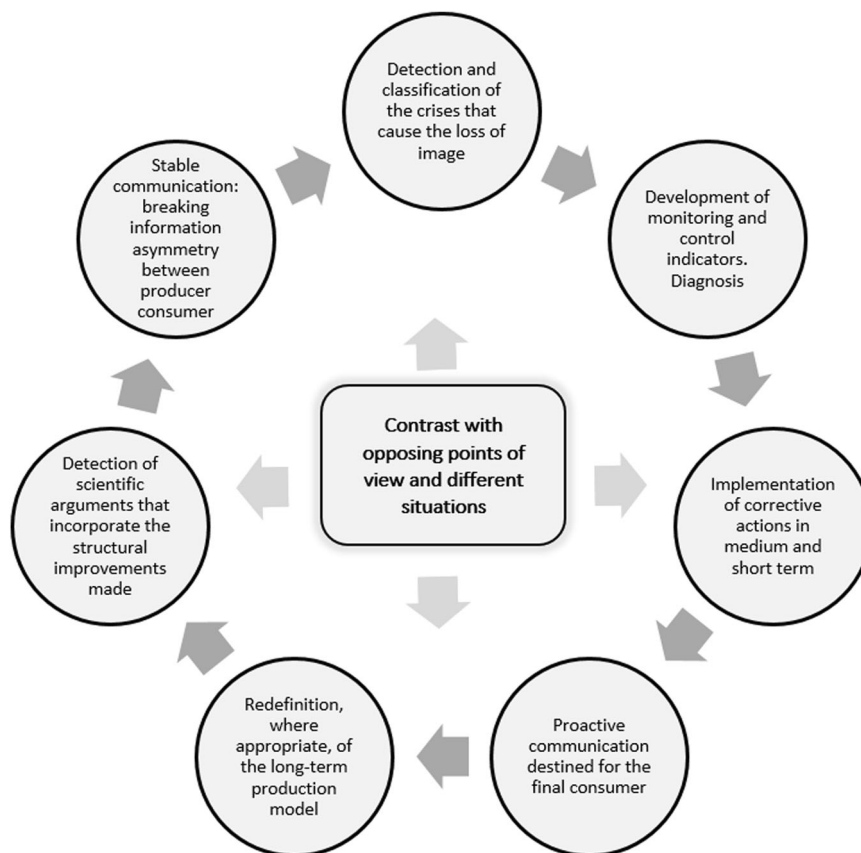 Detection and
classification of
the crises that
cause the loss of
image
Development of
monitoring and
control
indicators.
Diagnosis
Implementation
of corrective
actions in
medium and
short term
Proactive
communication
destined for the
final consumer
Redefinition,
where
appropriate, of
the long-term
production
model
Detection of
scientific
arguments that
incorporate the
structural
improvements
made
Stable
communication:
breaking
information
asymmetry
between
producer
consumer
Contrast with
opposing points of
view and different
situations